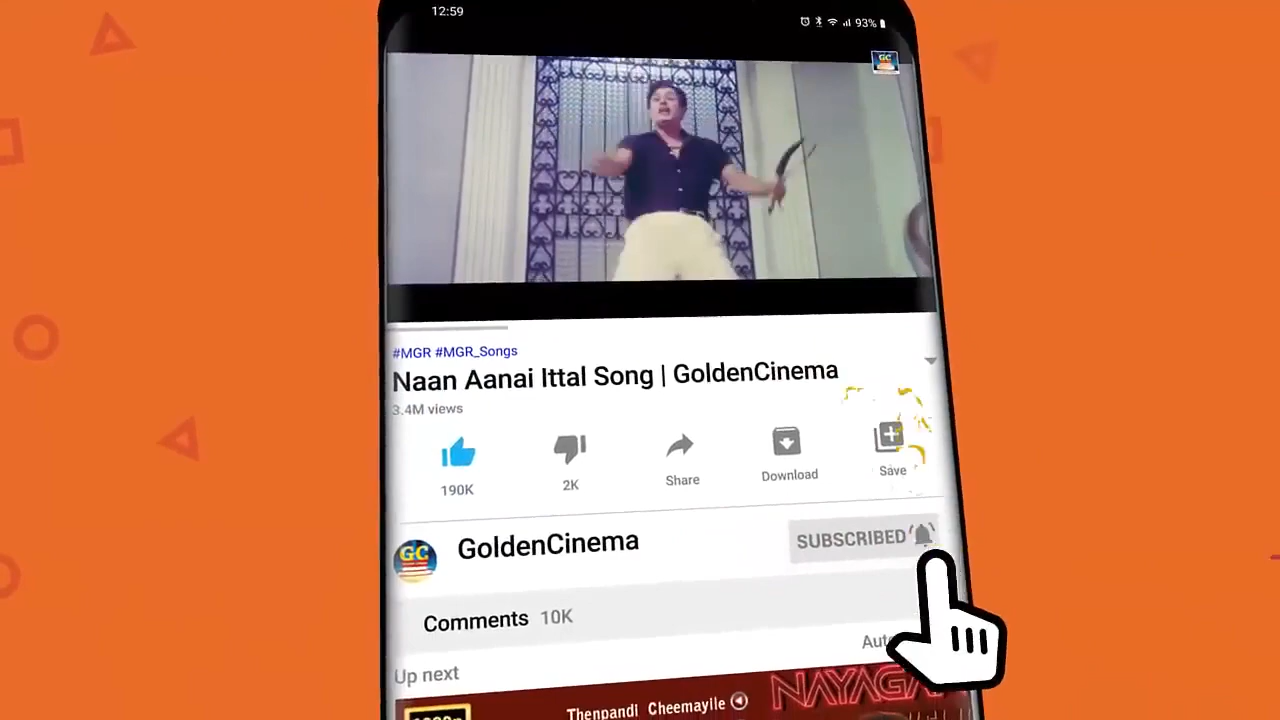 12:59
93%
GC
#MGR #MGR_Songs
Naan Aanai Ittal Song | GoldenCinema
3.4M views
190K
2K
Share
Download
Save
GC
GoldenCinema
SUBSCRIBED
Comments 10K
Up next
Thenpandi Cheemayile